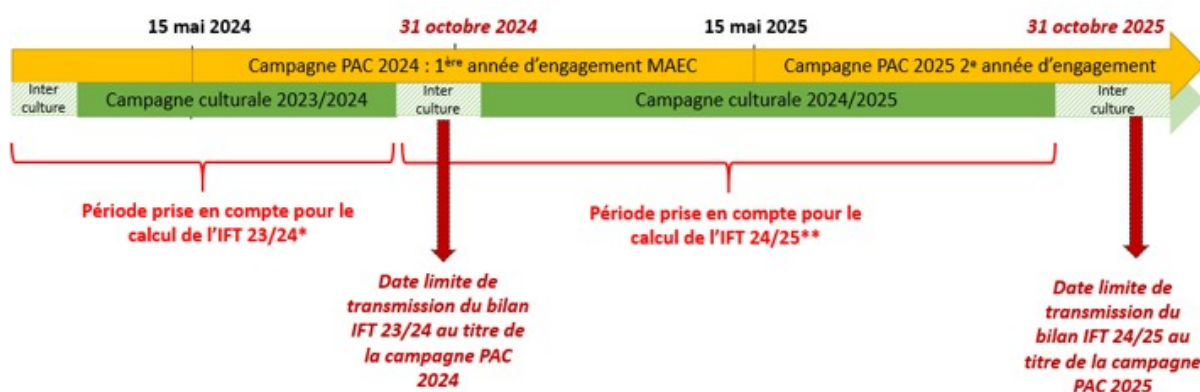 15 mai 2024
31 octobre 2024
15 mai 2025
31 octobre 2025
Campagne PAC 2024 : 1ère année d'engagement MAEC
Campagne PAC 2025 2e année d'engagement
Inter
culture
Campagne culturale 2023/2024
Inter
culture
Campagne culturale 2024/2025
Inter
culture
Période prise en compte pour le
calcul de l'IFT 23/24*
Période prise en compte pour le
calcul de l'IFT 24/25**
Date limite de
transmission du bilan
IFT 23/24 au titre de
la campagne PAC
2024
Date limite de
transmission du
bilan IFT 24/25 au
titre de la campagne
PAC 2025